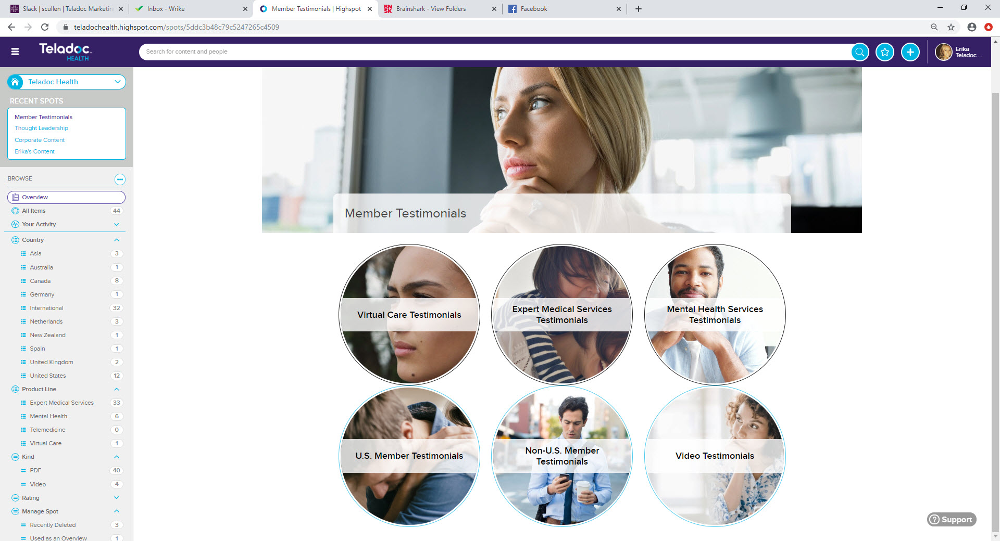 Slack | scullen | Teladoc Marketin
Inbox - Wrike
Member Testimonials | Highspot
BN
SK
Brainshark - View Folders
Facebook
teladochealth.highspot.com/spots/5ddc3b48c79c5247265c4509
Teladoc
HEALTH
Search for content and people
Erika
Teladoc ...
Teladoc Health
RECENT SPOTS
Member Testimonials
Thought Leadership
Corporate Content
Erika's Content
BROWSE
Overview
All Items 44
Your Activity
Country
Asia 3
Australia 1
Canada 8
Germany 1
International 32
Netherlands 3
New Zealand 1
Spain 1
United Kingdom 2
United States 12
Product Line
Expert Medical Services 33
Mental Health 6
Telemedicine 0
Virtual Care 1
Kind
PDF 40
Video 4
Rating
Manage Spot
Recently Deleted 3
Used as an Overview 1
Member Testimonials
Virtual Care Testimonials
Expert Medical Services
Testimonials
Mental Health Services
Testimonials
U.S. Member Testimonials
Non-U.S. Member
Testimonials
Video Testimonials
? Support